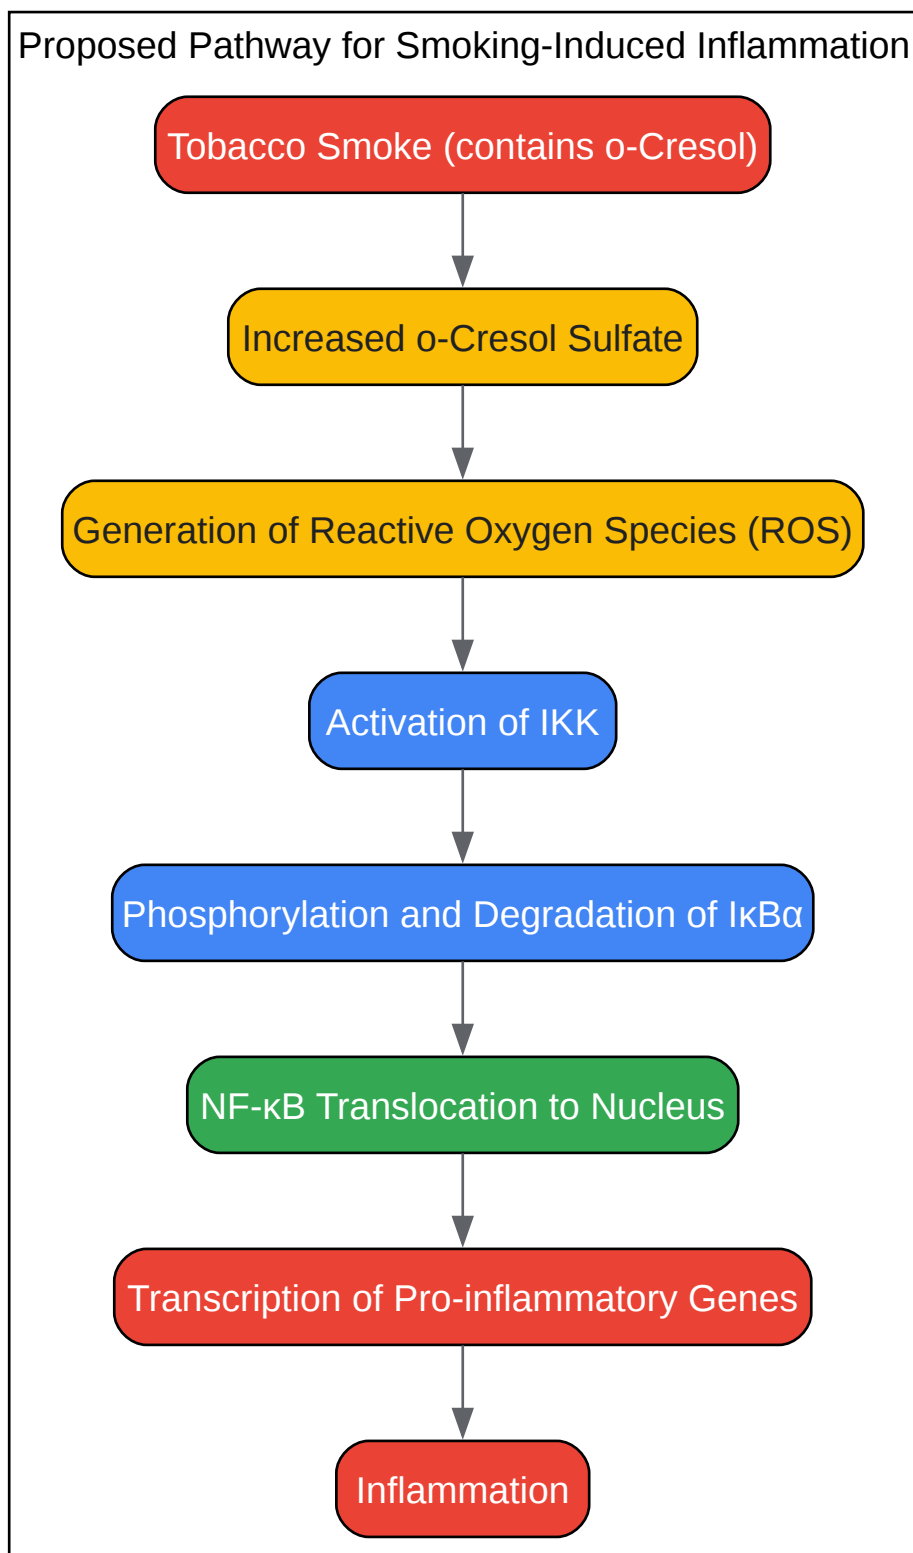 Proposed Pathway for Smoking-Induced Inflammation
Tobacco Smoke (contains o-Cresol)
Increased o-Cresol Sulfate
Generation of Reactive Oxygen Species (ROS)
Activation of IKK
Phosphorylation and Degradation of IκBα
NF-κB Translocation to Nucleus
Transcription of Pro-inflammatory Genes
Inflammation